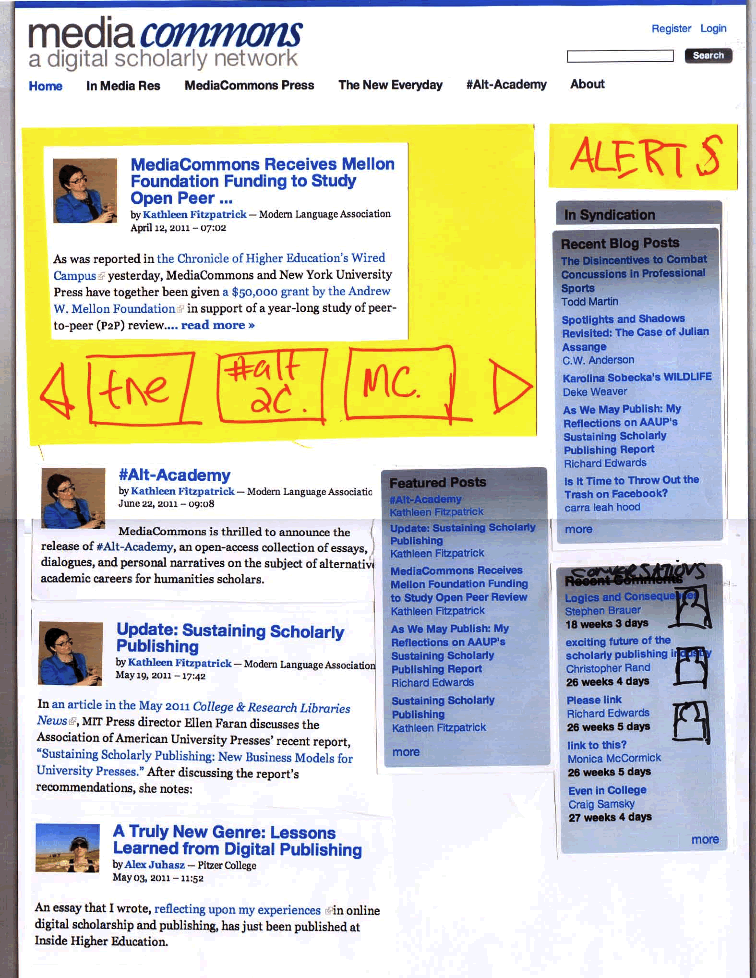 media commons
a digital scholarly network
Register Login
Search
Home In Media Res MediaCommons Press The New Everyday #Alt-Academy About
MediaCommons Receives Mellon
Foundation Funding to Study
Open Peer ...
by Kathleen Fitzpatrick — Modern Language Association
April 12, 2011 – 07:02
As was reported in the Chronicle of Higher Education's Wired
Campus yesterday, MediaCommons and New York University
Press have together been given a $50,000 grant by the Andrew
W. Mellon Foundation in support of a year-long study of peer-
to-peer (P2P) review.... read more »
tne
#alt
ac.
MC.
#Alt-Academy
by Kathleen Fitzpatrick — Modern Language Associatic
June 22, 2011 – 09:08
MediaCommons is thrilled to announce the
release of #Alt-Academy, an open-access collection of essays,
dialogues, and personal narratives on the subject of alternativ
academic careers for humanities scholars.
Update: Sustaining Scholarly
Publishing
by Kathleen Fitzpatrick — Modern Language Association
May 19, 2011 – 17:42
In an article in the May 2011 College & Research Libraries
News, MIT Press director Ellen Faran discusses the
Association of American University Presses' recent report,
"Sustaining Scholarly Publishing: New Business Models for
University Presses." After discussing the report's
recommendations, she notes:
A Truly New Genre: Lessons
Learned from Digital Publishing
by Alex Juhasz — Pitzer College
May 03, 2011 – 11:52
An essay that I wrote, reflecting upon my experiences in online
digital scholarship and publishing, has just been published at
Inside Higher Education.
Featured Posts
#Alt-Academy
Kathleen Fitzpatrick
Update: Sustaining Scholarly
Publishing
Kathleen Fitzpatrick
MediaCommons Receives
Mellon Foundation Funding
to Study Open Peer Review
Kathleen Fitzpatrick
As We May Publish: My
Reflections on AAUP's
Sustaining Scholarly
Publishing Report
Richard Edwards
Sustaining Scholarly
Publishing
Kathleen Fitzpatrick
more
ALERTS
In Syndication
Recent Blog Posts
The Disincentives to Combat
Concussions in Professional
Sports
Todd Martin
Spotlights and Shadows
Revisited: The Case of Julian
Assange
C.W. Anderson
Karolina Sobecka's WILDLIFE
Deke Weaver
As We May Publish: My
Reflections on AAUP's
Sustaining Scholarly
Publishing Report
Richard Edwards
Is It Time to Throw Out the
Trash on Facebook?
carra leah hood
more
CONVERSATIONS
Recent Comments
Logics and Consequences
Stephen Brauer
18 weeks 3 days
exciting future of the
scholarly publishing industry
Christopher Rand
26 weeks 4 days
Please link
Richard Edwards
26 weeks 5 days
link to this?
Monica McCormick
26 weeks 5 days
Even in College
Craig Samsky
27 weeks 4 days
more